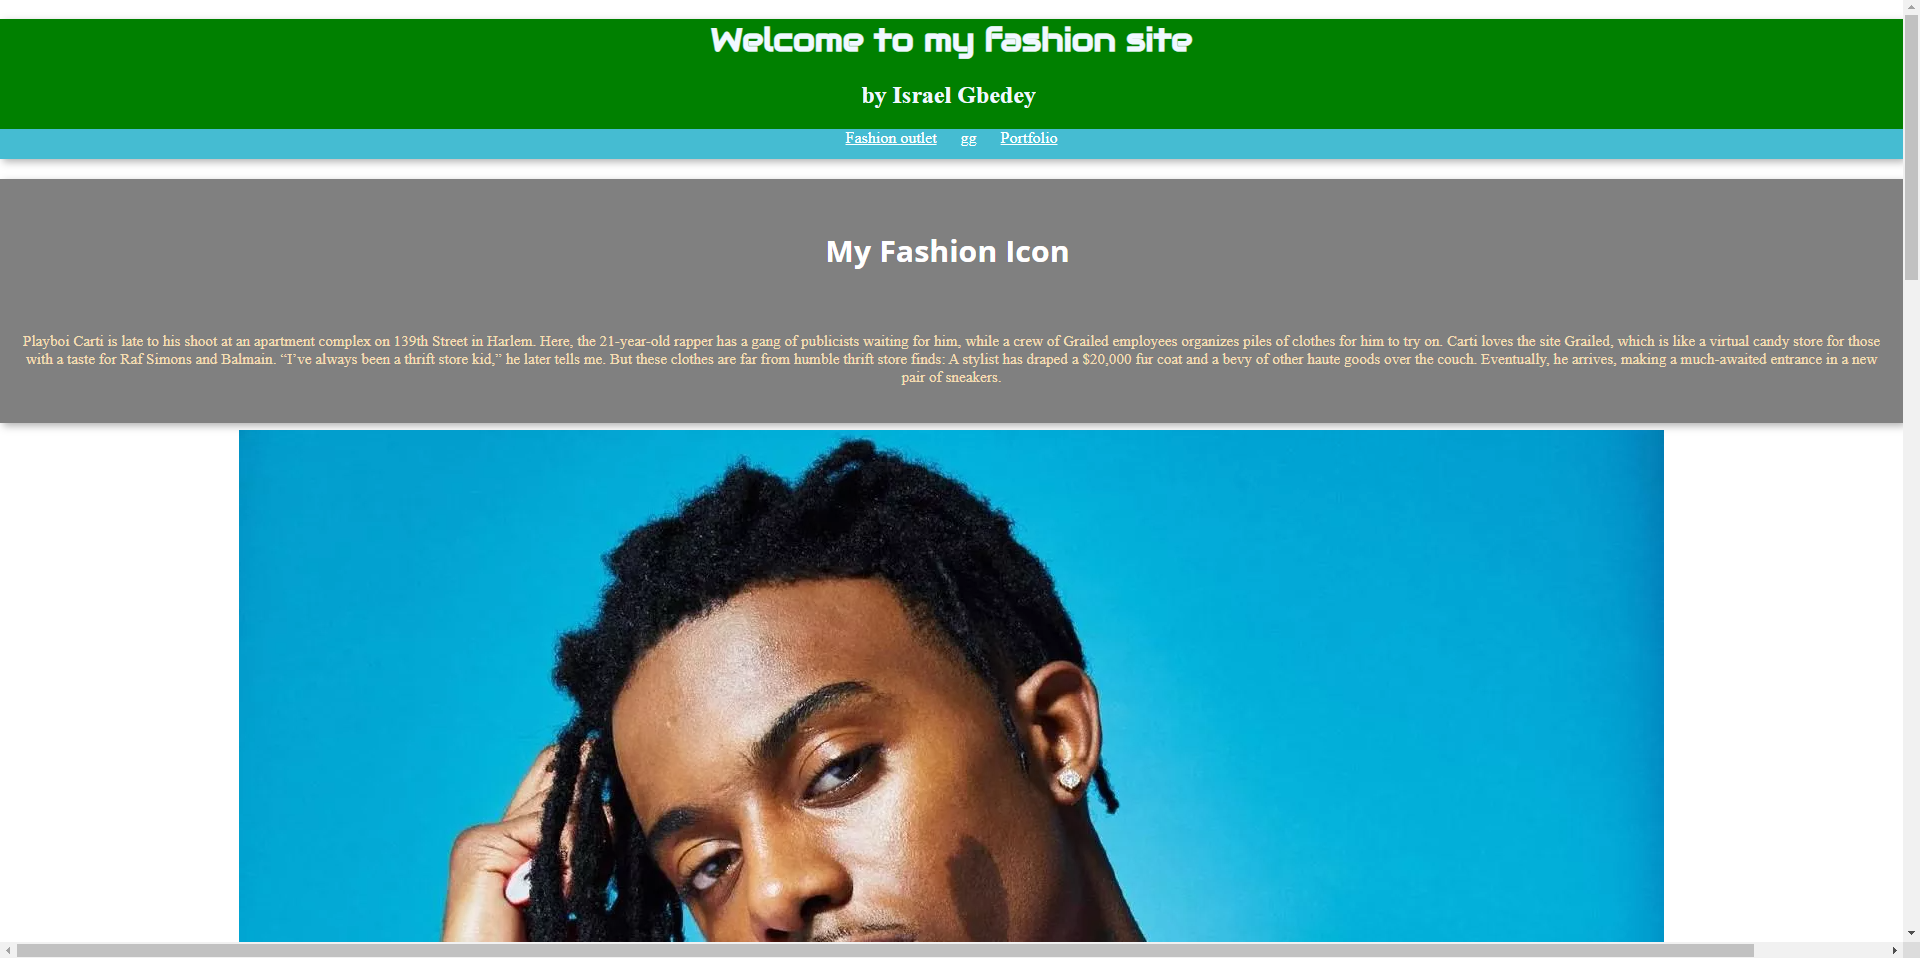 Welcome to my fashion site
by Israel Gbedey
Fashion outlet gg Portfolio
My Fashion Icon
Playboi Carti is late to his shoot at an apartment complex on 139th Street in Harlem. Here, the 21-year-old rapper has a gang of publicists waiting for him, while a crew of Grailed employees organizes piles of clothes for him to try on. Carti loves the site Grailed, which is like a virtual candy store for those
with a taste for Raf Simons and Balmain. “I’ve always been a thrift store kid,” he later tells me. But these clothes are far from humble thrift store finds: A stylist has draped a $20,000 fur coat and a bevy of other haute goods over the couch. Eventually, he arrives, making a much-awaited entrance in a new
pair of sneakers.